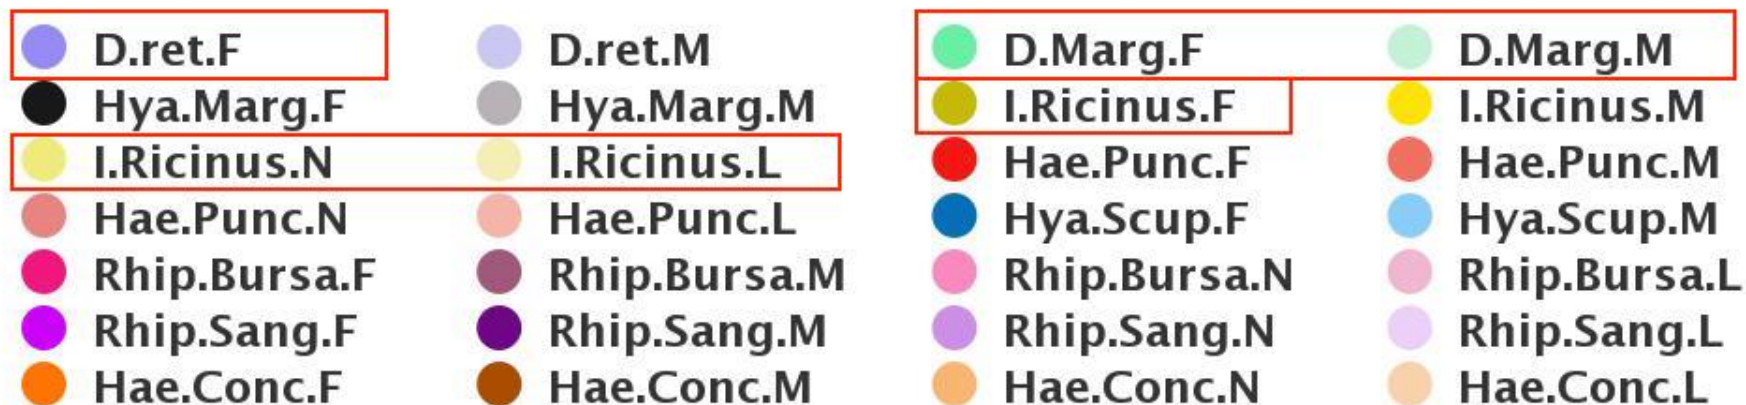 D.ret.F D.ret.M D.Marg.F D.Marg.M
Hya.Marg.F Hya.Marg.M I.Ricinus.F I.Ricinus.M
I.Ricinus.N I.Ricinus.L Hae.Punc.F Hae.Punc.M
Hae.Punc.N Hae.Punc.L Hya.Scup.F Hya.Scup.M
Rhip.Bursa.F Rhip.Bursa.M Rhip.Bursa.N Rhip.Bursa.L
Rhip.Sang.F Rhip.Sang.M Rhip.Sang.N Rhip.Sang.L
Hae.Conc.F Hae.Conc.M Hae.Conc.N Hae.Conc.L